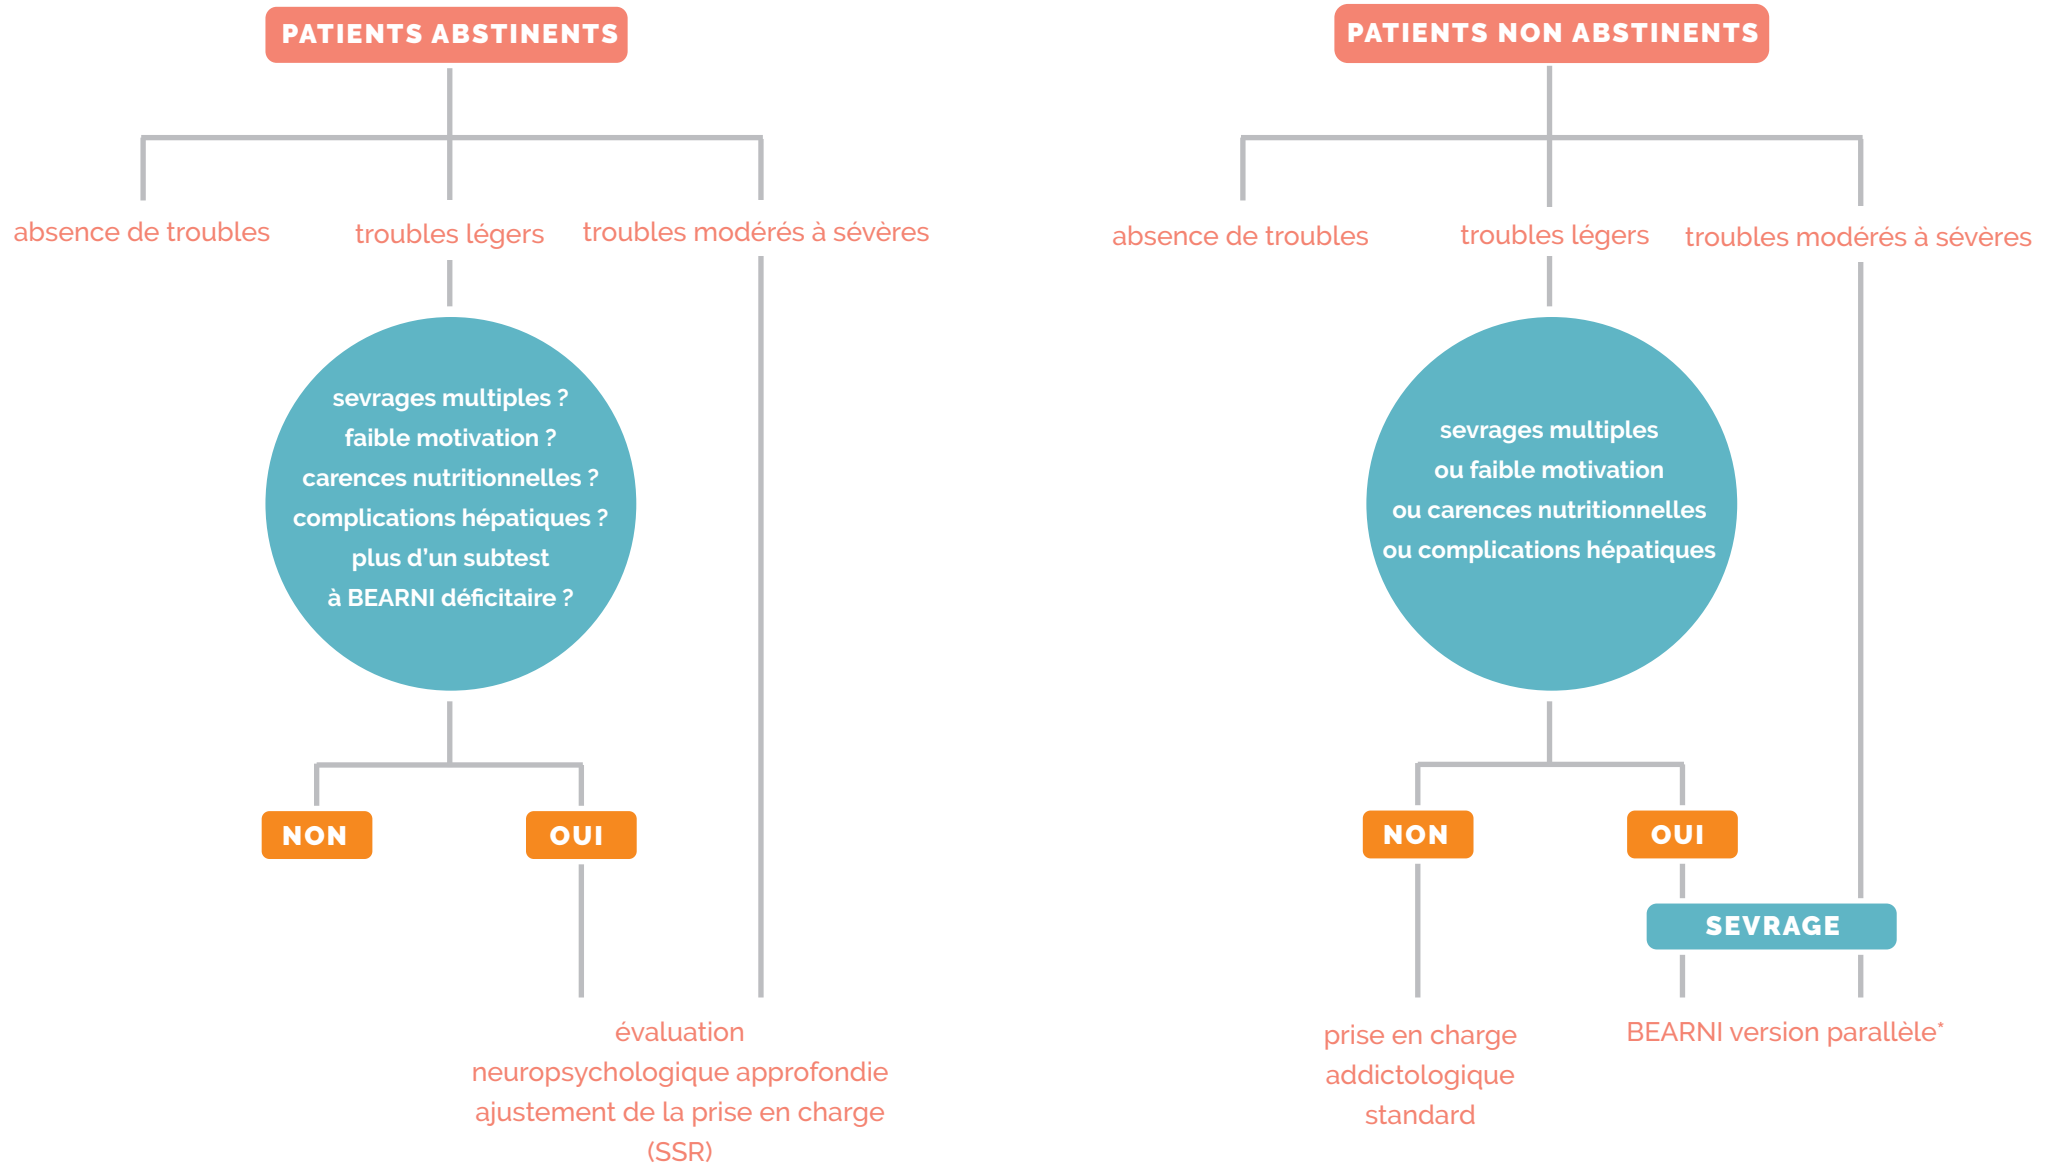 PATIENTS ABSTINENTS
absence de troubles
troubles légers
troubles modérés à sévères
sevrages multiples ?
faible motivation ?
carences nutritionnelles ?
complications hépatiques ?
plus d’un subtest
à BEARNI déficitaire ?
NON
OUI
évaluation
neuropsychologique approfondie
ajustement de la prise en charge
(SSR)
PATIENTS NON ABSTINENTS
absence de troubles
troubles légers
troubles modérés à sévères
sevrages multiples
ou faible motivation
ou carences nutritionnelles
ou complications hépatiques
NON
OUI
SEVRAGE
prise en charge
addictologique
standard
BEARNI version parallèle*